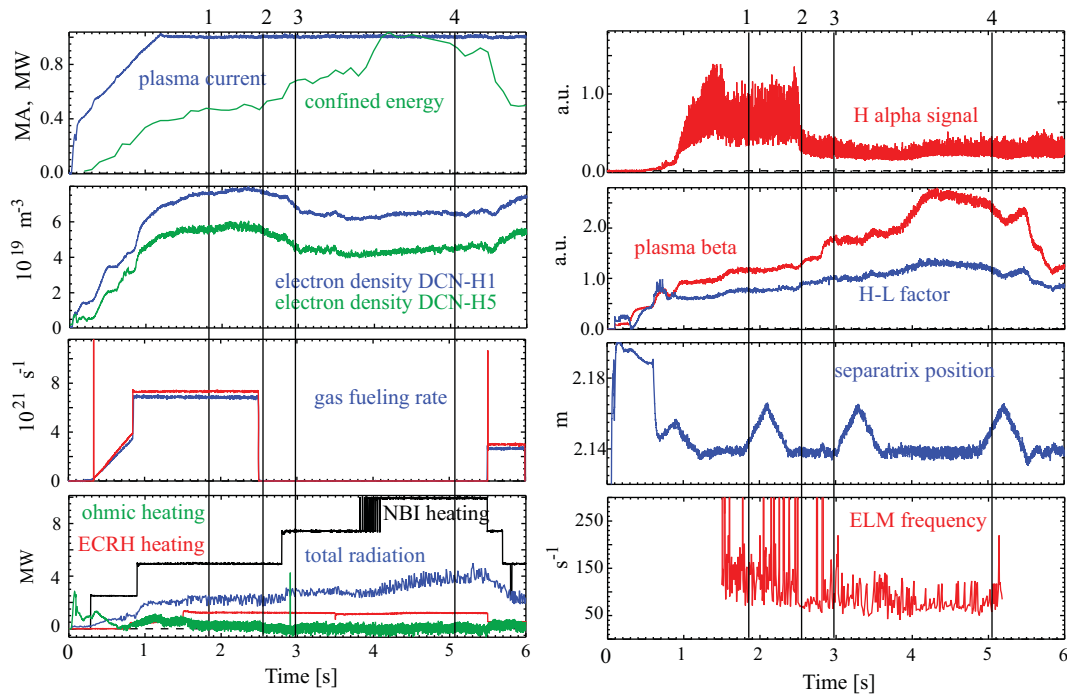 1 2 3 4
MA, MW
0.8
0.4
0.0
plasma current
confined energy
10^19 m^-3
6
4
2
0
electron density DCN-H1
electron density DCN-H5
10^21 s^-1
8
4
0
gas fueling rate
MW
8
4
0
ohmic heating
NBI heating
ECRH heating
total radiation
0 1 2 3 4 5 6
Time [s]
1 2 3 4
a.u.
1.0
0.0
H alpha signal
a.u.
2.0
1.0
0.0
plasma beta
H-L factor
m
2.18
2.14
separatrix position
s^-1
250
150
50
ELM frequency
0 1 2 3 4 5 6
Time [s]